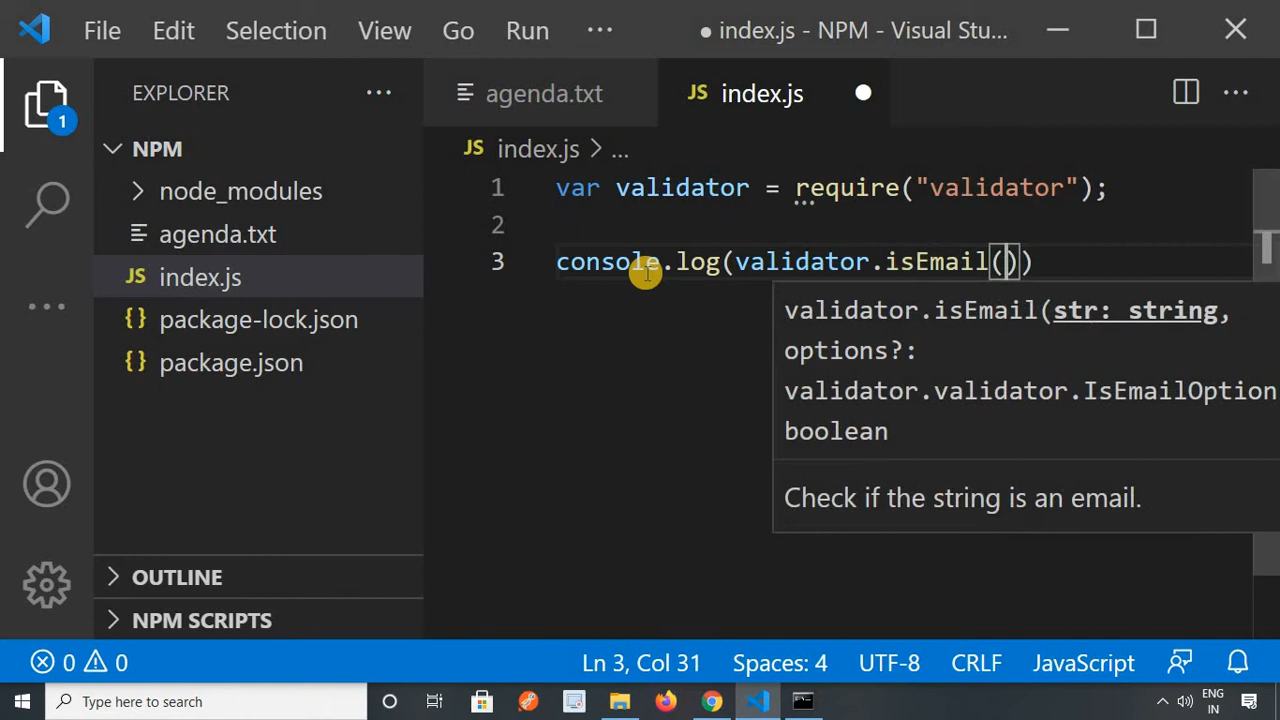 File Edit Selection View Go Run ··· ● index.js - NPM - Visual Stu...
EXPLORER ···
agenda.txt
JS index.js ●
1
NPM
node_modules
agenda.txt
JS index.js
{} package-lock.json
{} package.json
OUTLINE
NPM SCRIPTS
JS index.js > ...
1 var validator = require("validator");
2
3 console.log(validator.isEmail())
validator.isEmail(str: string,
options?:
validator.validator.IsEmailOption
boolean
Check if the string is an email.
0 0 Ln 3, Col 31 Spaces: 4 UTF-8 CRLF JavaScript
Type here to search
ENG
IN